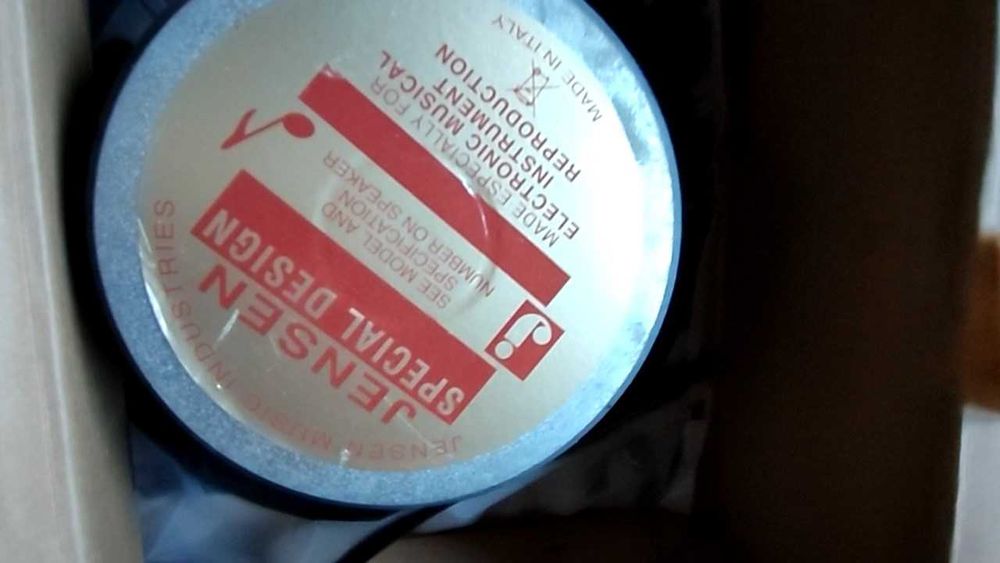 JENSEN MUSIC INDUSTRIES
JENSEN
SPECIAL DESIGN
SEE MODEL AND
SPECIFICATION
NUMBER ON SPEAKER
MADE ESPECIALLY FOR
ELECTRONIC MUSICAL
INSTRUMENT
REPRODUCTION
MADE IN ITALY